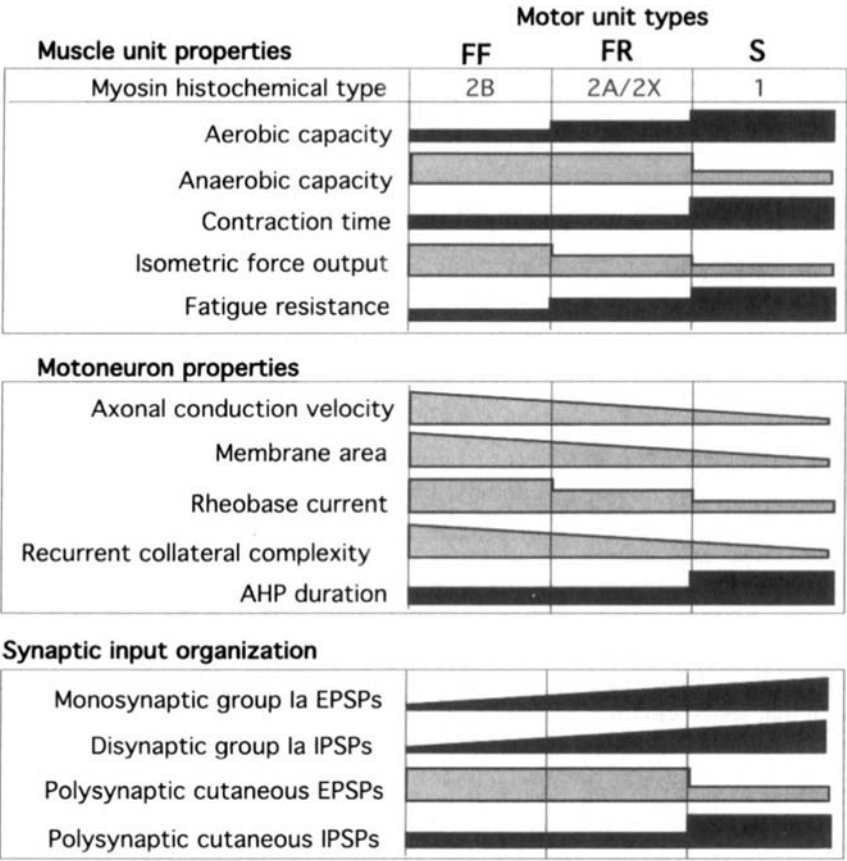 Motor unit types
Muscle unit properties FF FR S
Myosin histochemical type 2B 2A/2X 1
Aerobic capacity
Anaerobic capacity
Contraction time
Isometric force output
Fatigue resistance
Motoneuron properties
Axonal conduction velocity
Membrane area
Rheobase current
Recurrent collateral complexity
AHP duration
Synaptic input organization
Monosynaptic group Ia EPSPs
Disynaptic group Ia IPSPs
Polysynaptic cutaneous EPSPs
Polysynaptic cutaneous IPSPs